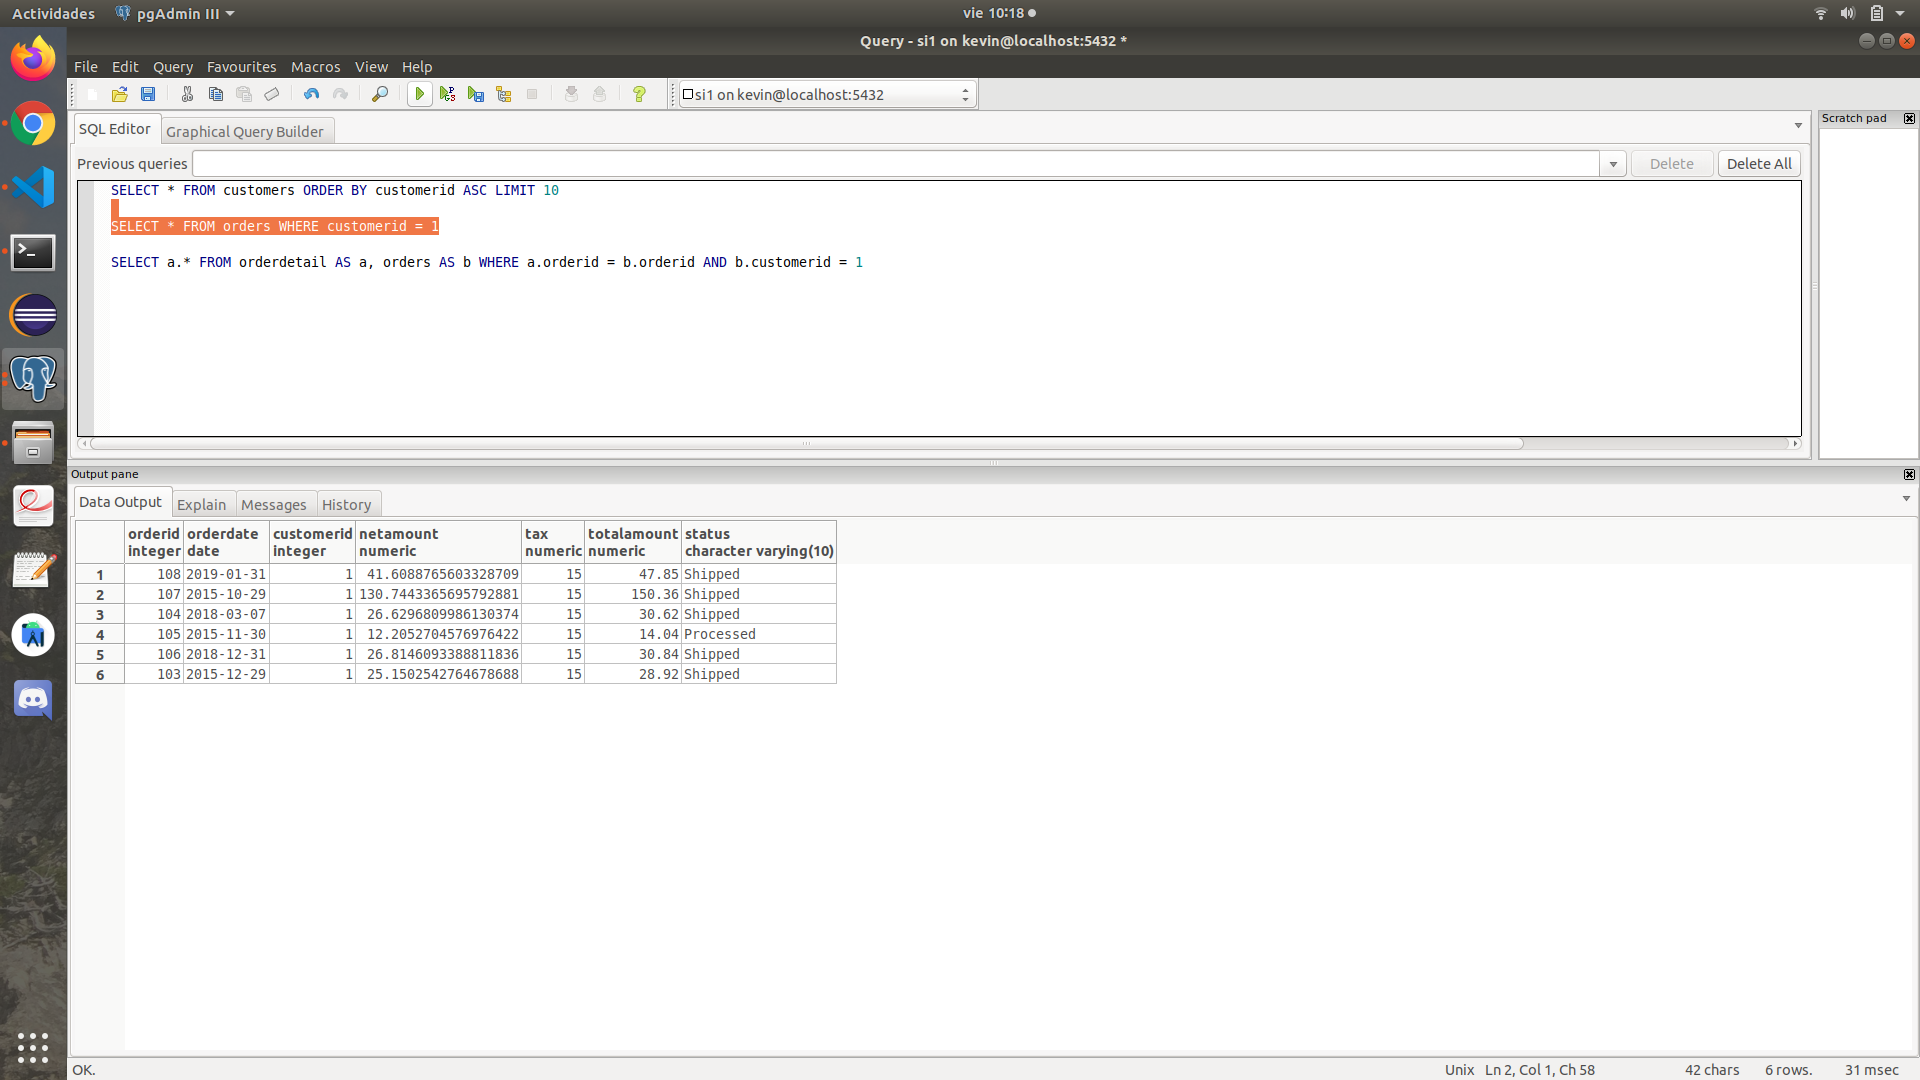 Actividades pgAdmin III vie 10:18
Query - si1 on kevin@localhost:5432 *
File Edit Query Favourites Macros View Help
si1 on kevin@localhost:5432
SQL Editor Graphical Query Builder
Scratch pad
Previous queries Delete Delete All
SELECT * FROM customers ORDER BY customerid ASC LIMIT 10
SELECT * FROM orders WHERE customerid = 1
SELECT a.* FROM orderdetail AS a, orders AS b WHERE a.orderid = b.orderid AND b.customerid = 1
Output pane
Data Output Explain Messages History
orderid orderdate customerid netamount tax totalamount status
integer date integer numeric numeric numeric character varying(10)
1 108 2019-01-31 1 41.6088765603328709 15 47.85 Shipped
2 107 2015-10-29 1 130.7443365695792881 15 150.36 Shipped
3 104 2018-03-07 1 26.6296809986130374 15 30.62 Shipped
4 105 2015-11-30 1 12.2052704576976422 15 14.04 Processed
5 106 2018-12-31 1 26.8146093388811836 15 30.84 Shipped
6 103 2015-12-29 1 25.1502542764678688 15 28.92 Shipped
OK. Unix Ln 2, Col 1, Ch 58 42 chars 6 rows. 31 msec